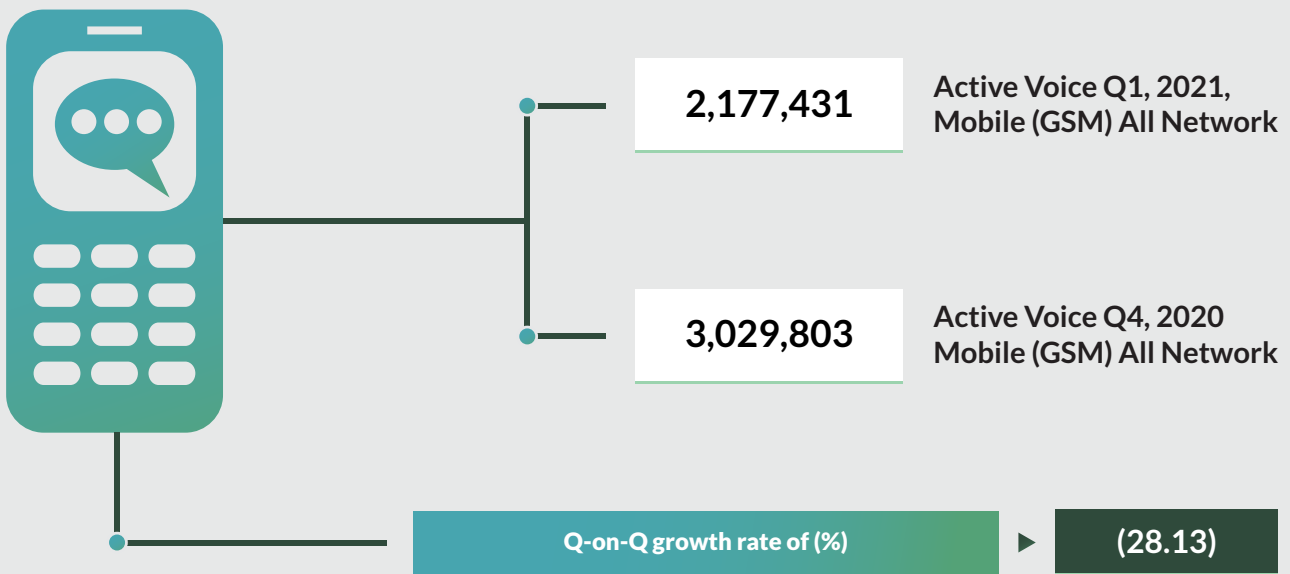 2,177,431
Active Voice Q1, 2021,
Mobile (GSM) All Network
3,029,803
Active Voice Q4, 2020
Mobile (GSM) All Network
Q-on-Q growth rate of (%)
(28.13)